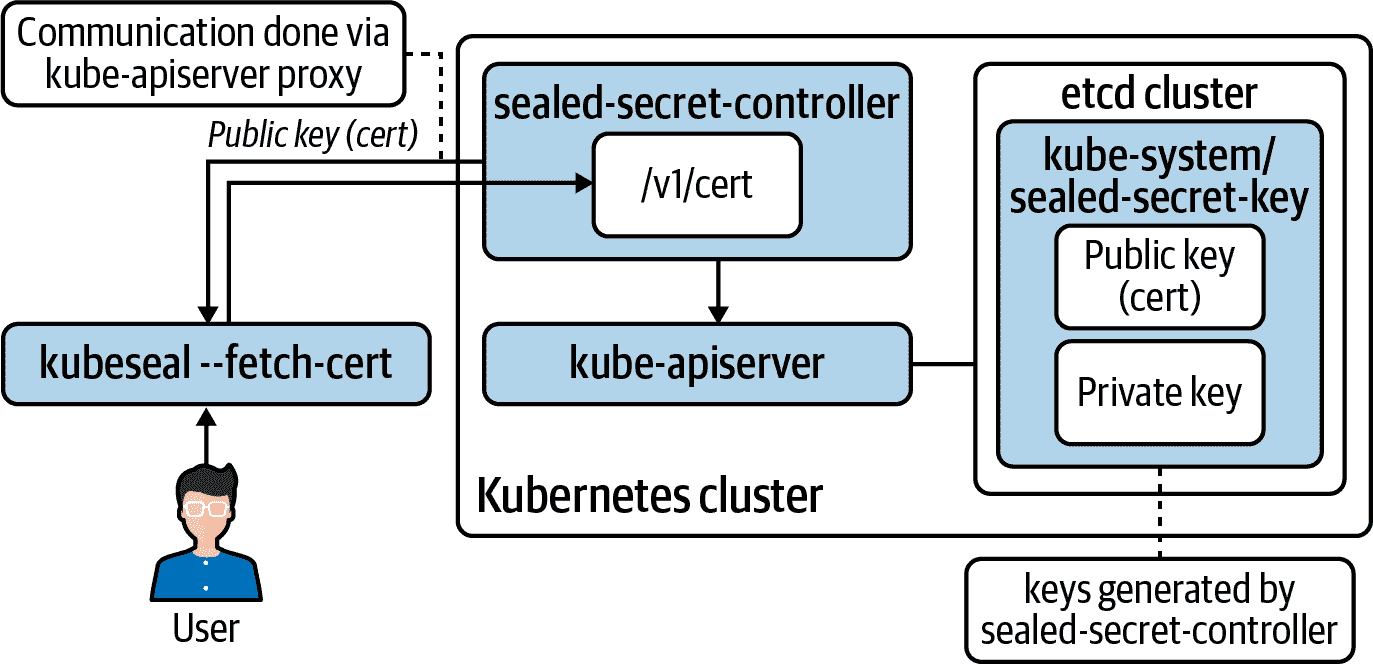 Communication done via
kube-apiserver proxy
Public key (cert)
sealed-secret-controller
/v1/cert
etcd cluster
kube-system/
sealed-secret-key
Public key
(cert)
Private key
kubeseal --fetch-cert
kube-apiserver
Kubernetes cluster
User
keys generated by
sealed-secret-controller